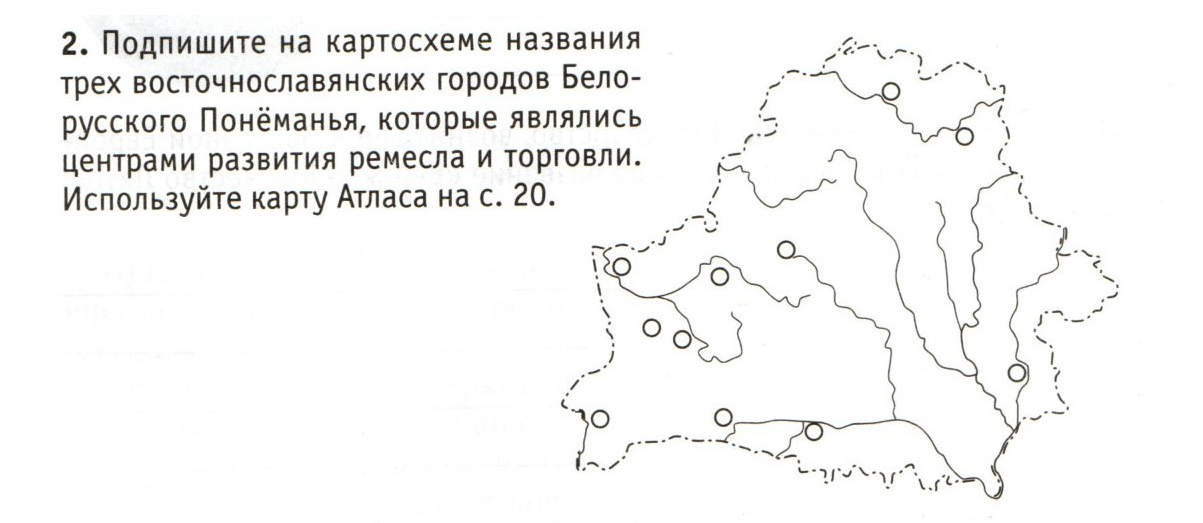 2. Подпишите на картосхеме названия
трех восточнославянских городов Бело-
русского Понёманья, которые являлись
центрами развития ремесла и торговли.
Используйте карту Атласа на с. 20.